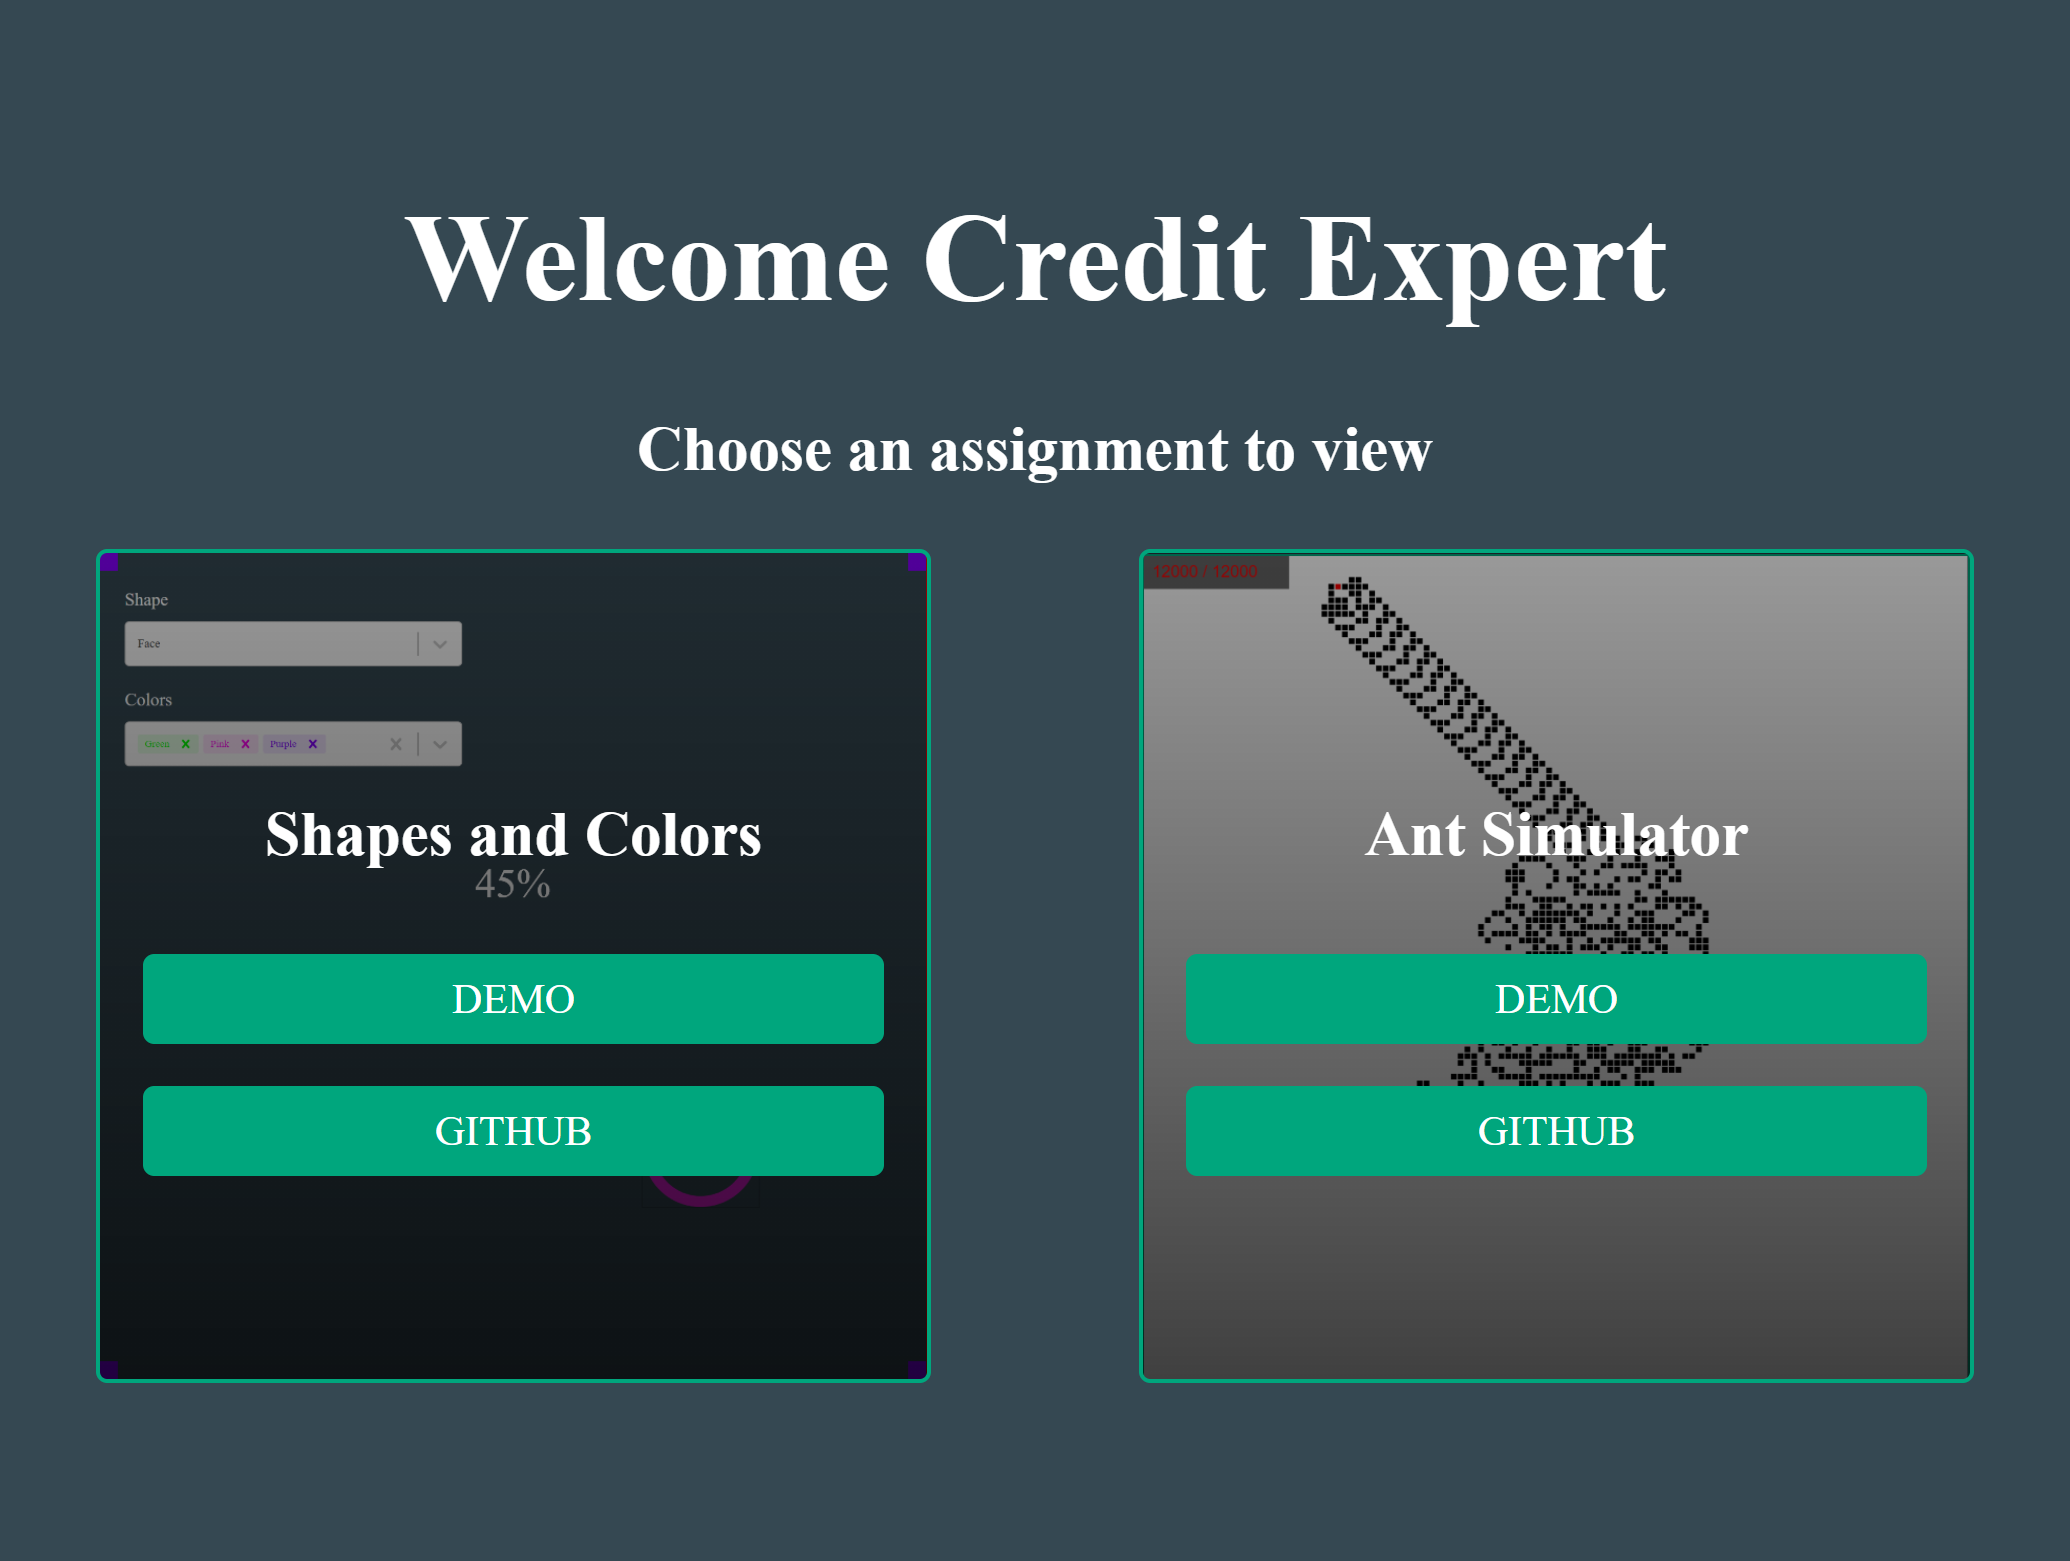 Welcome Credit Expert
Choose an assignment to view
Shape
Face
Colors
Green
Pink
Purple
Shapes and Colors
45%
DEMO
GITHUB
12000 / 12000
Ant Simulator
DEMO
GITHUB